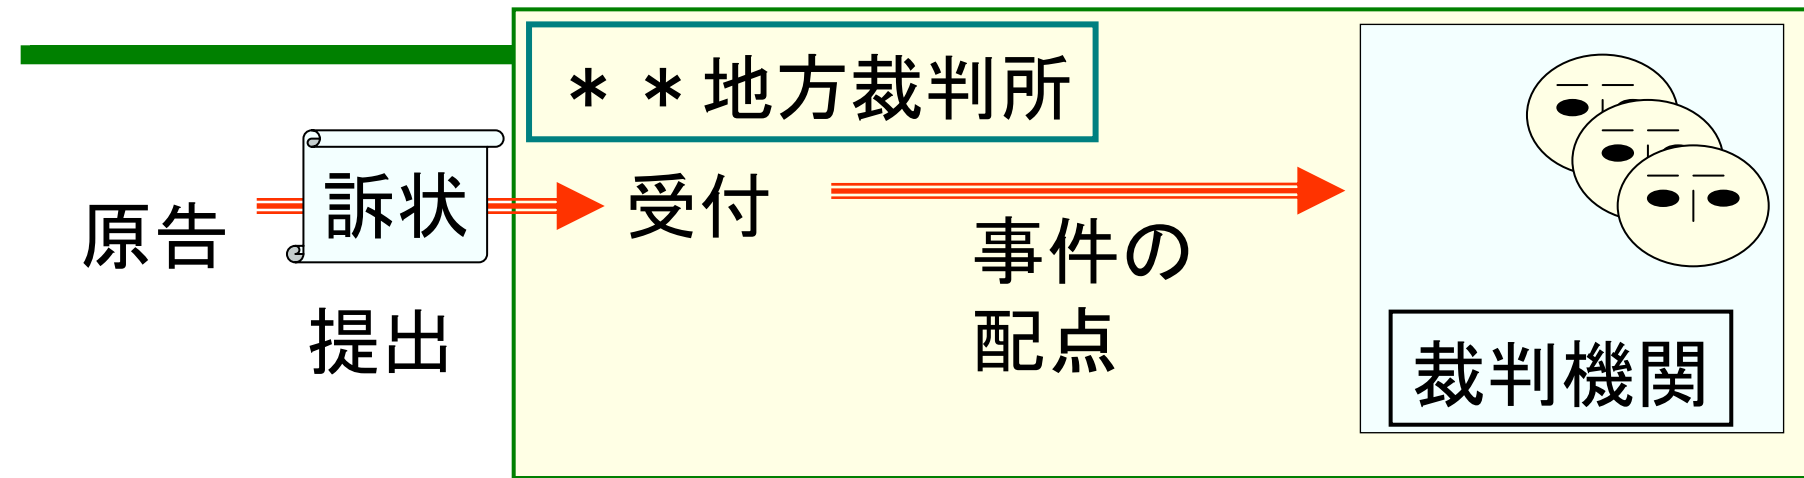 ＊＊地方裁判所
原告
訴状
提出
受付
事件の
配点
裁判機関